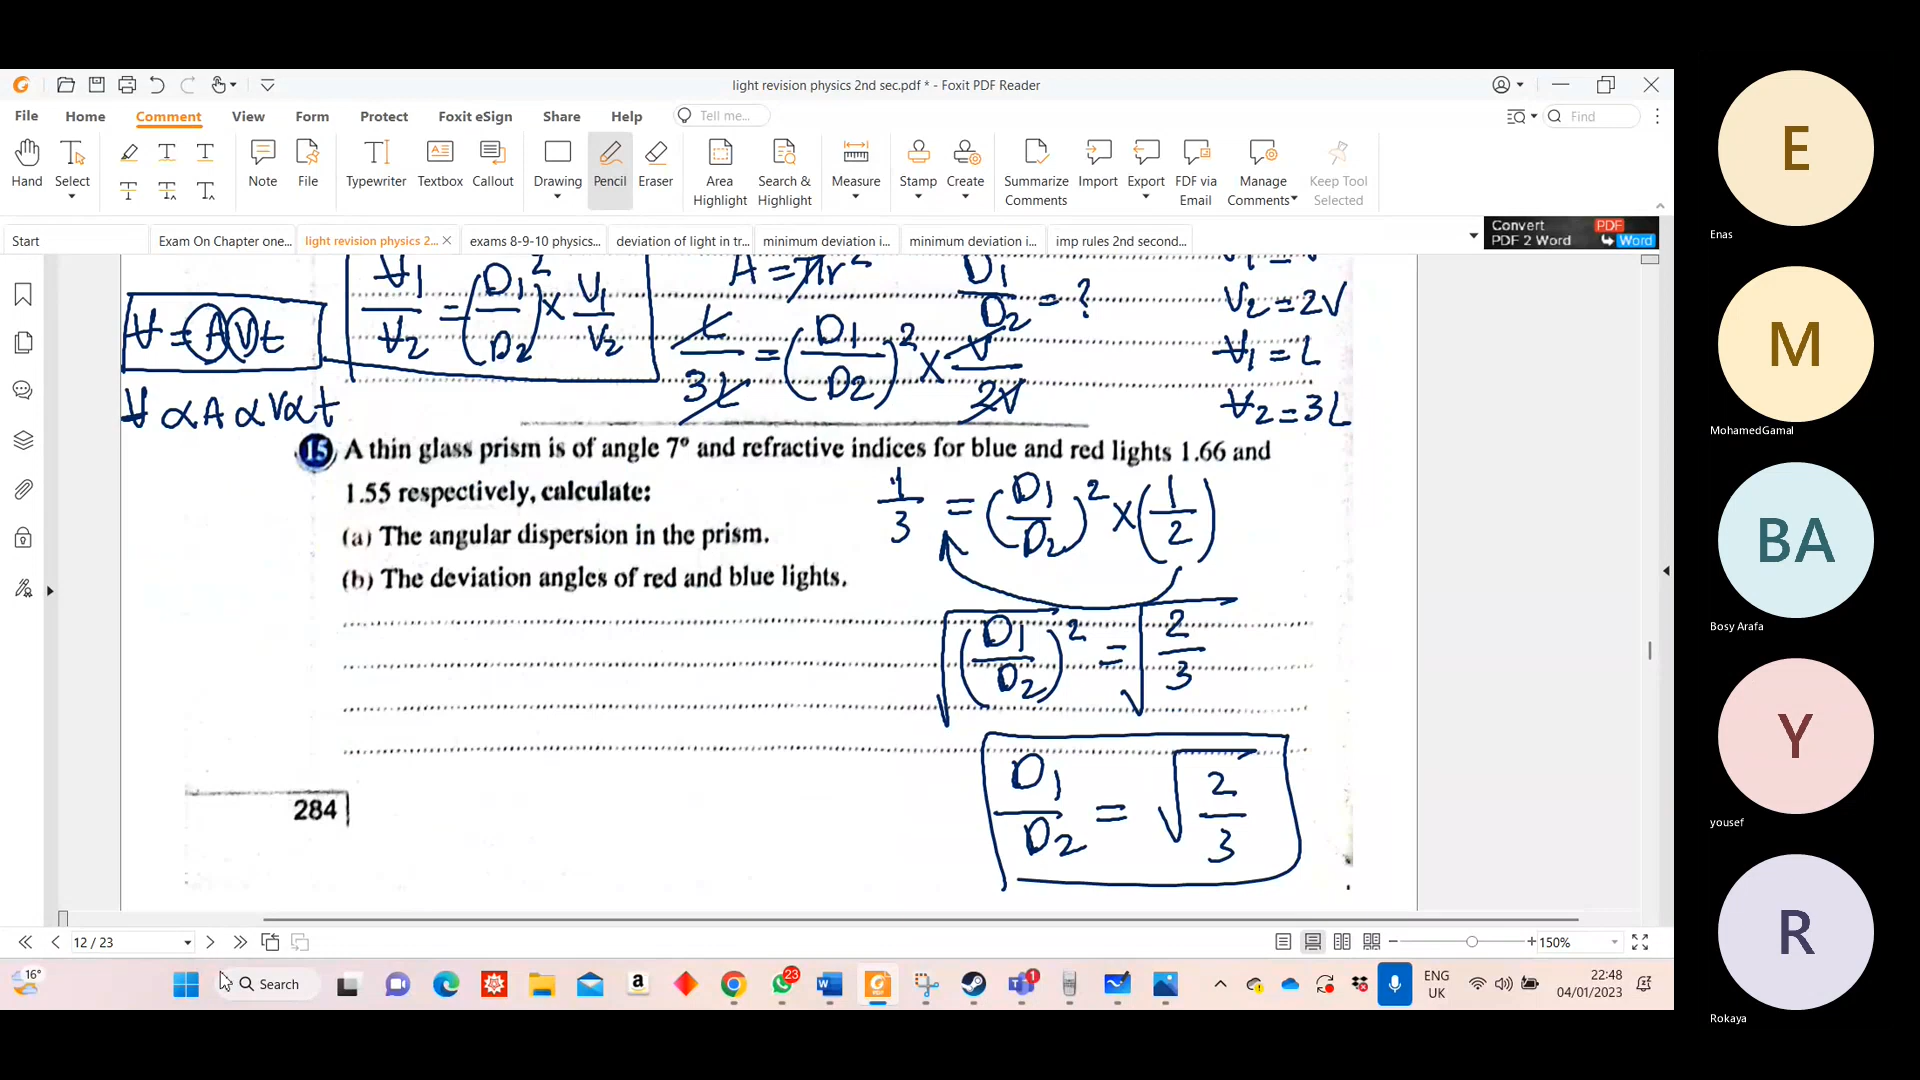 light revision physics 2nd sec.pdf * - Foxit PDF Reader
File Home Comment View Form Protect Foxit eSign Share Help Tell me... Find
Hand Select Note File Typewriter Textbox Callout Drawing Pencil Eraser Area Highlight Search & Highlight Measure Stamp Create Summarize Comments Import Export FDF via Email Manage Comments Keep Tool Selected
Start Exam On Chapter one... light revision physics 2... exams 8-9-10 physics... deviation of light in tr... minimum deviation i... minimum deviation i... imp rules 2nd second... Convert PDF 2 Word PDF Word
V = A V t
V1/V2 = (D1/D2)² × V1/V2
A = πr²
D1/D2 = ?
V2 = 2V
V1 = L
V2 = 3L
L/3L = (D1/D2)² × V/2V
V α A α V α t
15 A thin glass prism is of angle 7° and refractive indices for blue and red lights 1.66 and
1.55 respectively, calculate:
(a) The angular dispersion in the prism.
(b) The deviation angles of red and blue lights.
1/3 = (D1/D2)² × (1/2)
√(D1/D2)² = √2/3
D1/D2 = √2/3
284
12 / 23
150%
16°
Search
23
1
ENG
UK
22:48
04/01/2023
E
Enas
M
MohamedGamal
BA
Bosy Arafa
Y
yousef
R
Rokaya